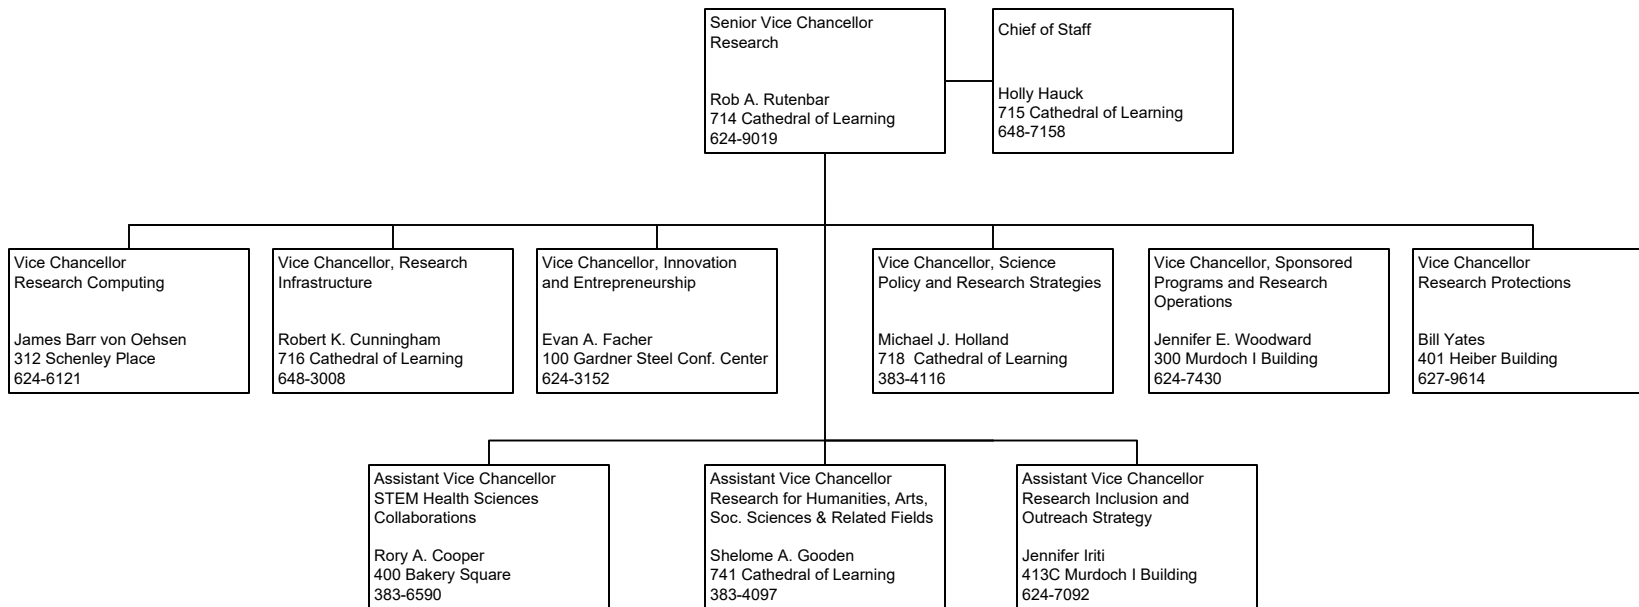 Senior Vice Chancellor
Research
Rob A. Rutenbar
714 Cathedral of Learning
624-9019
Chief of Staff
Holly Hauck
715 Cathedral of Learning
648-7158
Vice Chancellor
Research Computing
James Barr von Oehsen
312 Schenley Place
624-6121
Vice Chancellor, Research
Infrastructure
Robert K. Cunningham
716 Cathedral of Learning
648-3008
Vice Chancellor, Innovation
and Entrepreneurship
Evan A. Facher
100 Gardner Steel Conf. Center
624-3152
Vice Chancellor, Science
Policy and Research Strategies
Michael J. Holland
718  Cathedral of Learning
383-4116
Vice Chancellor, Sponsored
Programs and Research
Operations
Jennifer E. Woodward
300 Murdoch I Building
624-7430
Vice Chancellor
Research Protections
Bill Yates
401 Heiber Building
627-9614
Assistant Vice Chancellor
STEM Health Sciences
Collaborations
Rory A. Cooper
400 Bakery Square
383-6590
Assistant Vice Chancellor
Research for Humanities, Arts,
Soc. Sciences & Related Fields
Shelome A. Gooden
741 Cathedral of Learning
383-4097
Assistant Vice Chancellor
Research Inclusion and
Outreach Strategy
Jennifer Iriti
413C Murdoch I Building
624-7092